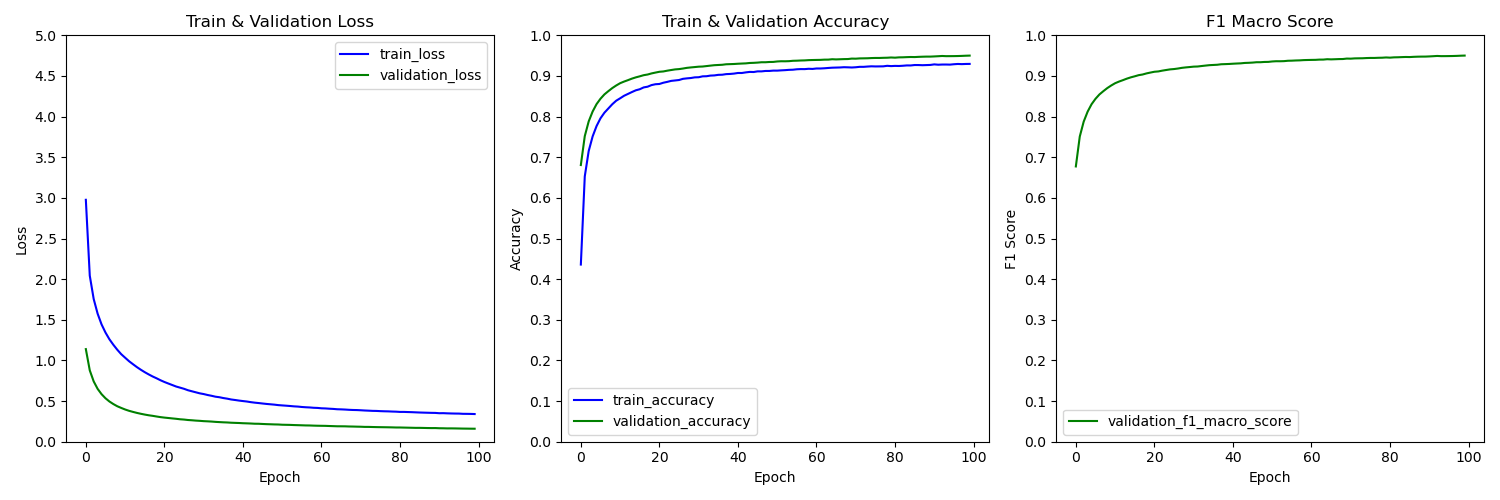 Train & Validation Loss
5.0
4.5
4.0
3.5
3.0
2.5
2.0
1.5
1.0
0.5
0.0
Loss
0 20 40 60 80 100
Epoch
train_loss
validation_loss
Train & Validation Accuracy
1.0
0.9
0.8
0.7
0.6
0.5
0.4
0.3
0.2
0.1
0.0
Accuracy
0 20 40 60 80 100
Epoch
train_accuracy
validation_accuracy
F1 Macro Score
1.0
0.9
0.8
0.7
0.6
0.5
0.4
0.3
0.2
0.1
0.0
F1 Score
0 20 40 60 80 100
Epoch
validation_f1_macro_score